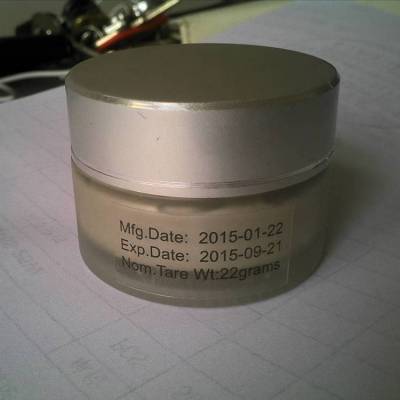 Mfg.Date: 2015-01-22
Exp.Date: 2015-09-21
Nom.Tare Wt:22grams